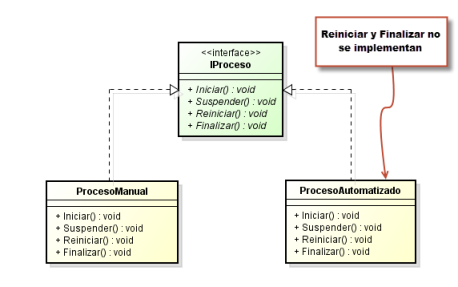 Reiniciar y Finalizar no
se implementan
<<interface>>
IProceso
+ Iniciar() : void
+ Suspender() : void
+ Reiniciar() : void
+ Finalizar() : void
ProcesoManual
+ Iniciar() : void
+ Suspender() : void
+ Reiniciar() : void
+ Finalizar() : void
ProcesoAutomatizado
+ Iniciar() : void
+ Suspender() : void
+ Reiniciar() : void
+ Finalizar() : void